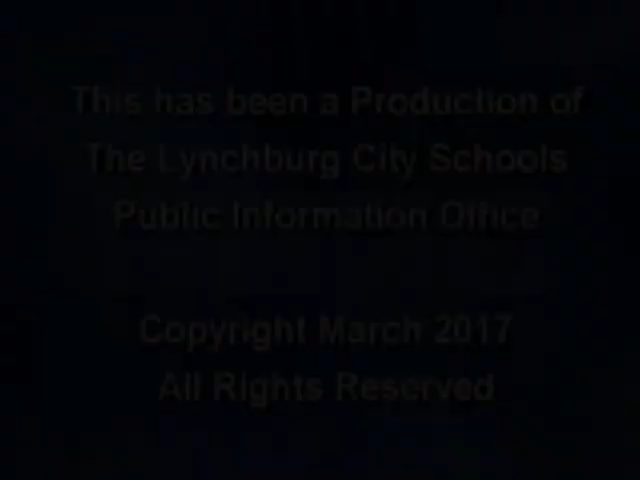 This has been a Production of
The Lynchburg City Schools
Public Information Office
Copyright March 2017
All Rights Reserved